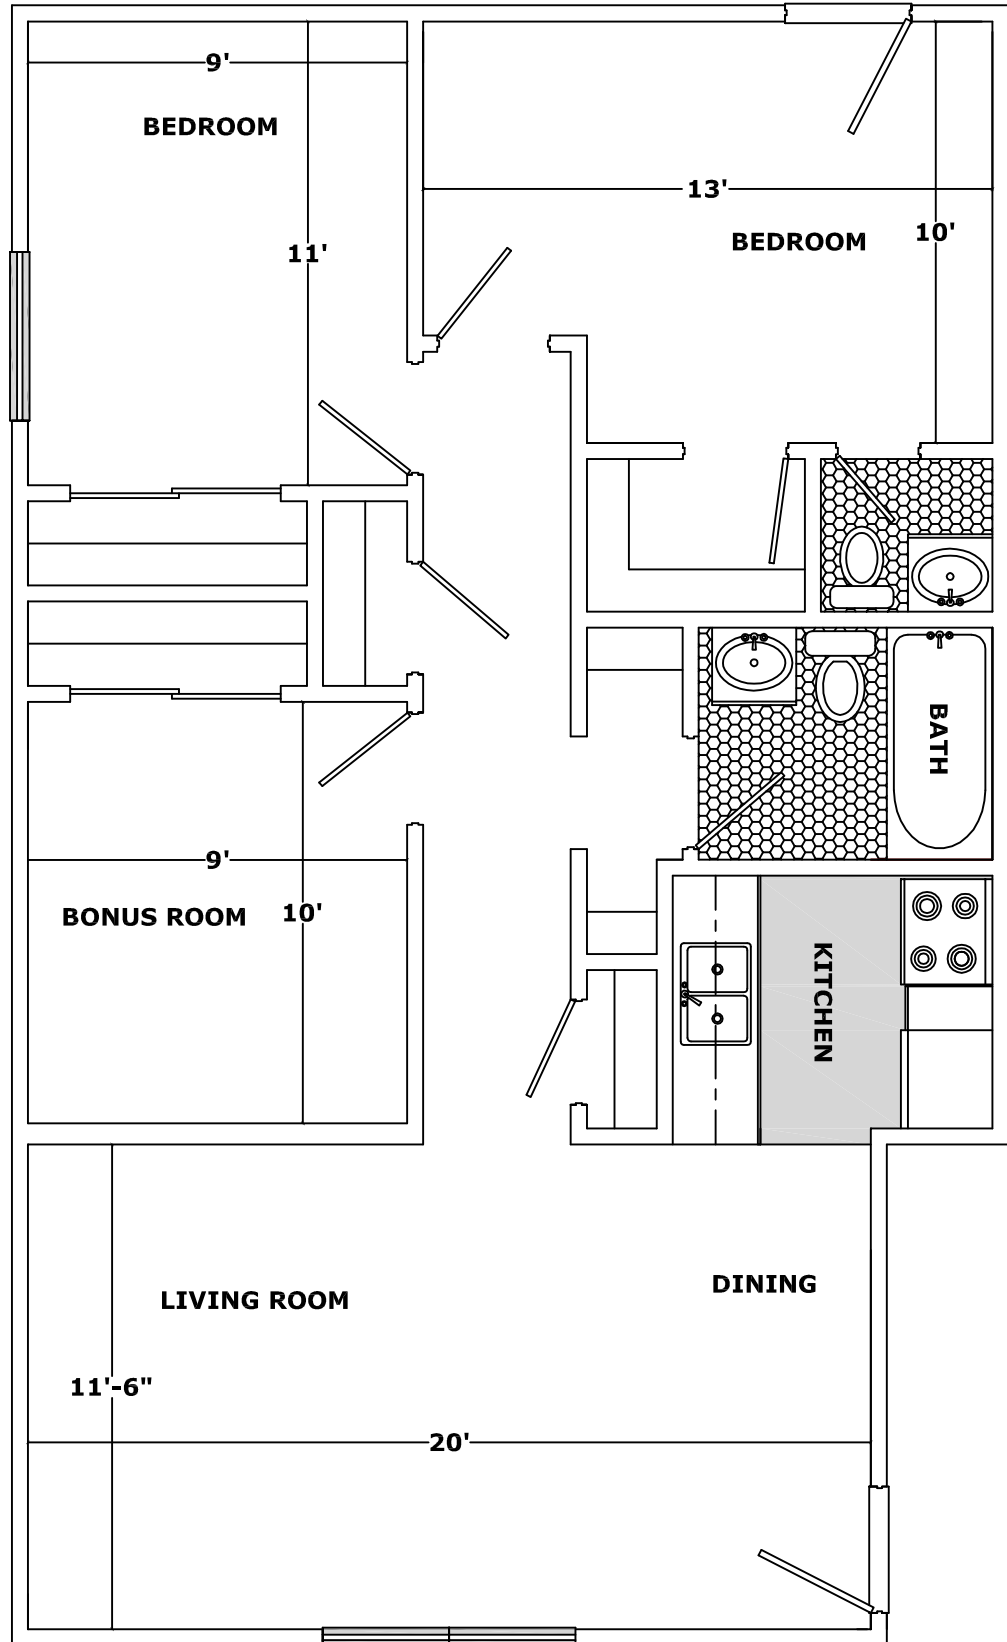 9'
BEDROOM
13'
BEDROOM
10'
11'
BATH
9'
BONUS ROOM
10'
KITCHEN
DINING
LIVING ROOM
11'-6"
20'